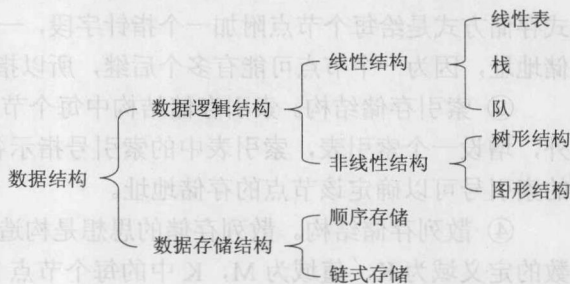 线性表
线性结构
栈
数据逻辑结构
队
树形结构
非线性结构
数据结构
图形结构
顺序存储
数据存储结构
链式存储